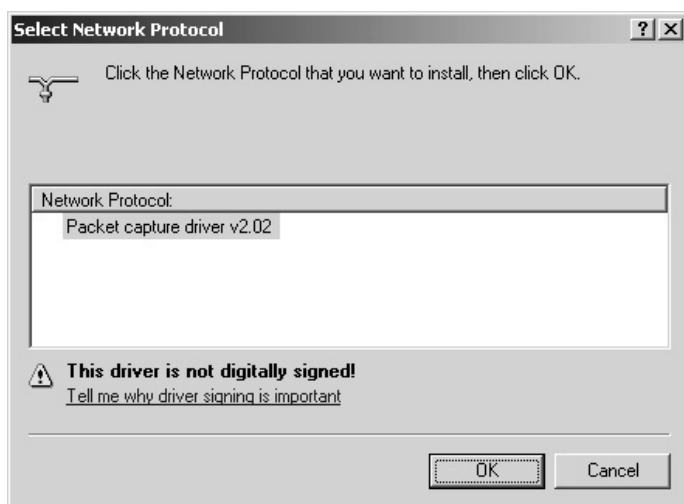 Select Network Protocol
Click the Network Protocol that you want to install, then click OK.
Network Protocol:
Packet capture driver v2.02
This driver is not digitally signed!
Tell me why driver signing is important
OK Cancel